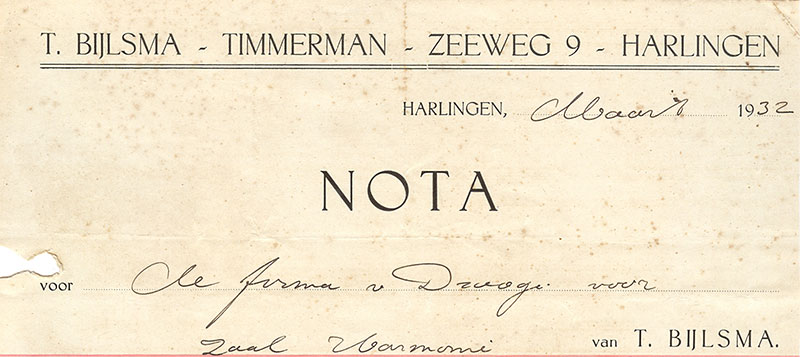 T. BIJLSMA - TIMMERMAN - ZEEWEG 9 - HARLINGEN
HARLINGEN, Maart 1932
NOTA
voor de firma v Droge voor
zaal Harmonie van T. BIJLSMA.